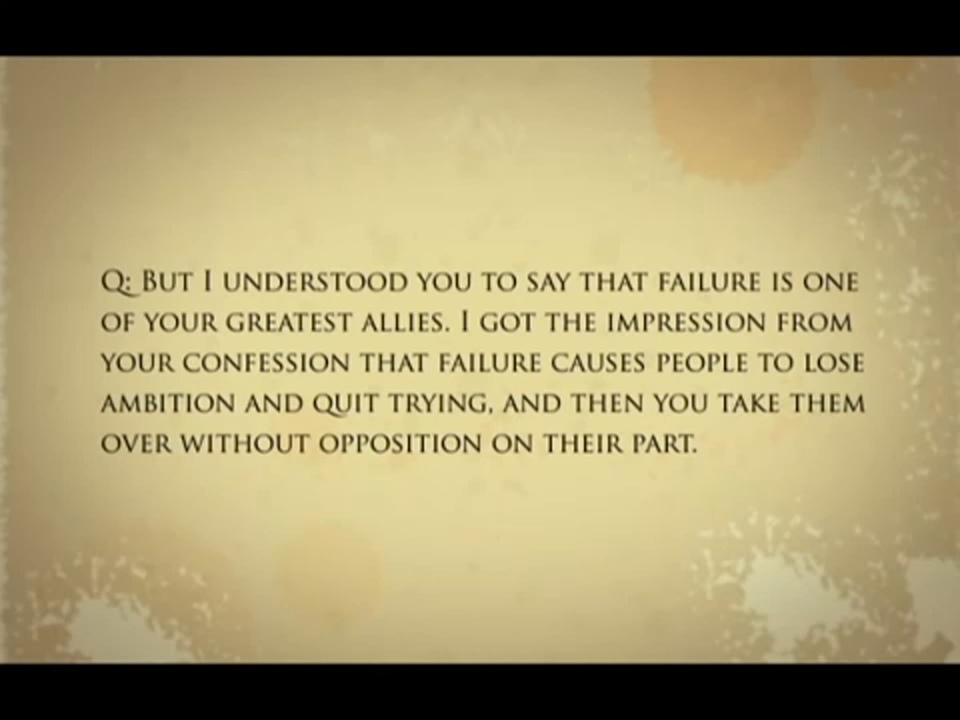 Q: But I understood you to say that failure is one
of your greatest allies. I got the impression from
your confession that failure causes people to lose
ambition and quit trying, and then you take them
over without opposition on their part.